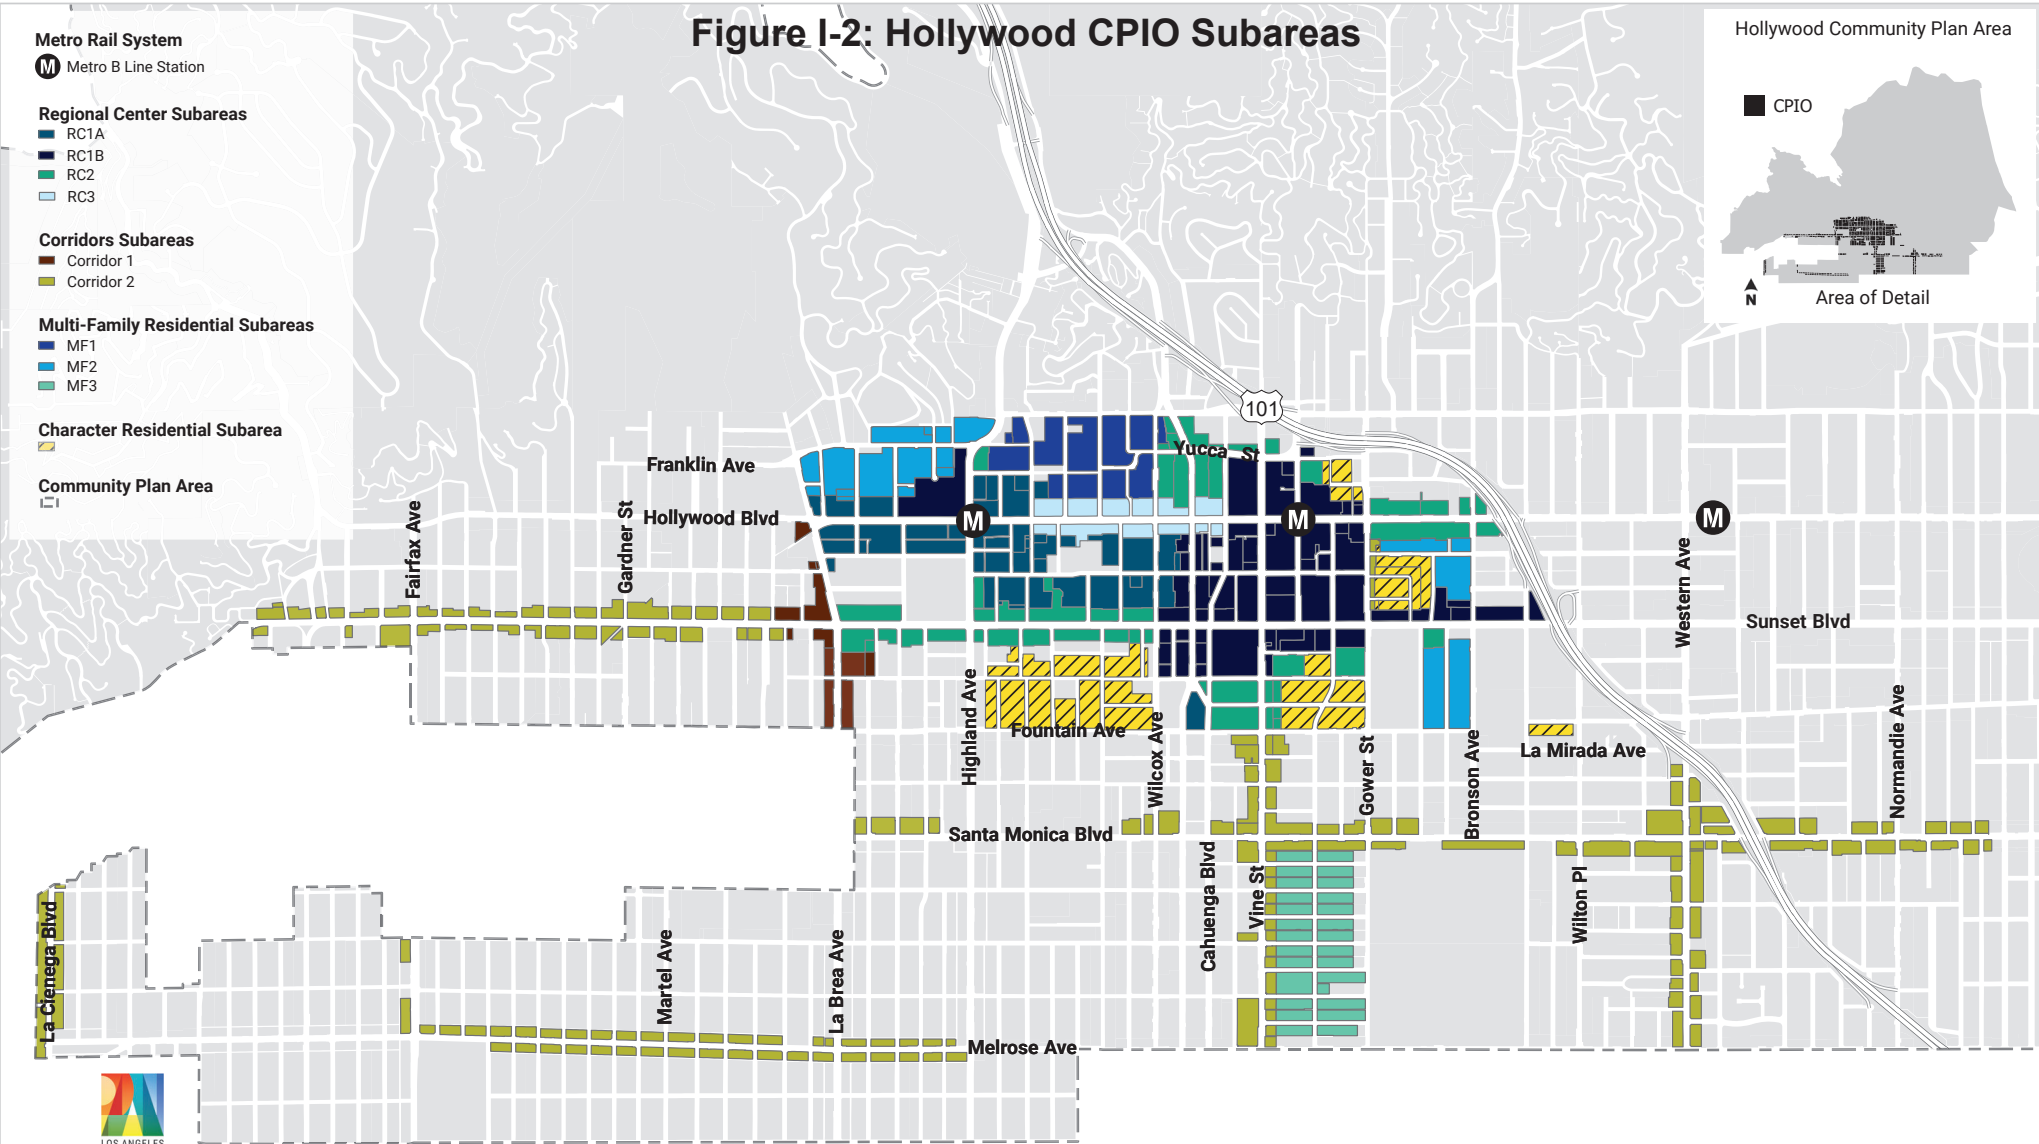 Figure I-2: Hollywood CPIO Subareas
Metro Rail System
M Metro B Line Station
Regional Center Subareas
RC1A
RC1B
RC2
RC3
Corridors Subareas
Corridor 1
Corridor 2
Multi-Family Residential Subareas
MF1
MF2
MF3
Character Residential Subarea
Community Plan Area
Hollywood Community Plan Area
CPIO
N
Area of Detail
101
Franklin Ave
Yucca St
Hollywood Blvd
M
M
M
Fairfax Ave
Gardner St
Western Ave
Sunset Blvd
Highland Ave
Fountain Ave
Wilcox Ave
Gower St
Bronson Ave
La Mirada Ave
Normandie Ave
Santa Monica Blvd
Cahuenga Blvd
Vine St
Wilton Pl
La Cienega Blvd
Martel Ave
La Brea Ave
Melrose Ave
LOS ANGELES